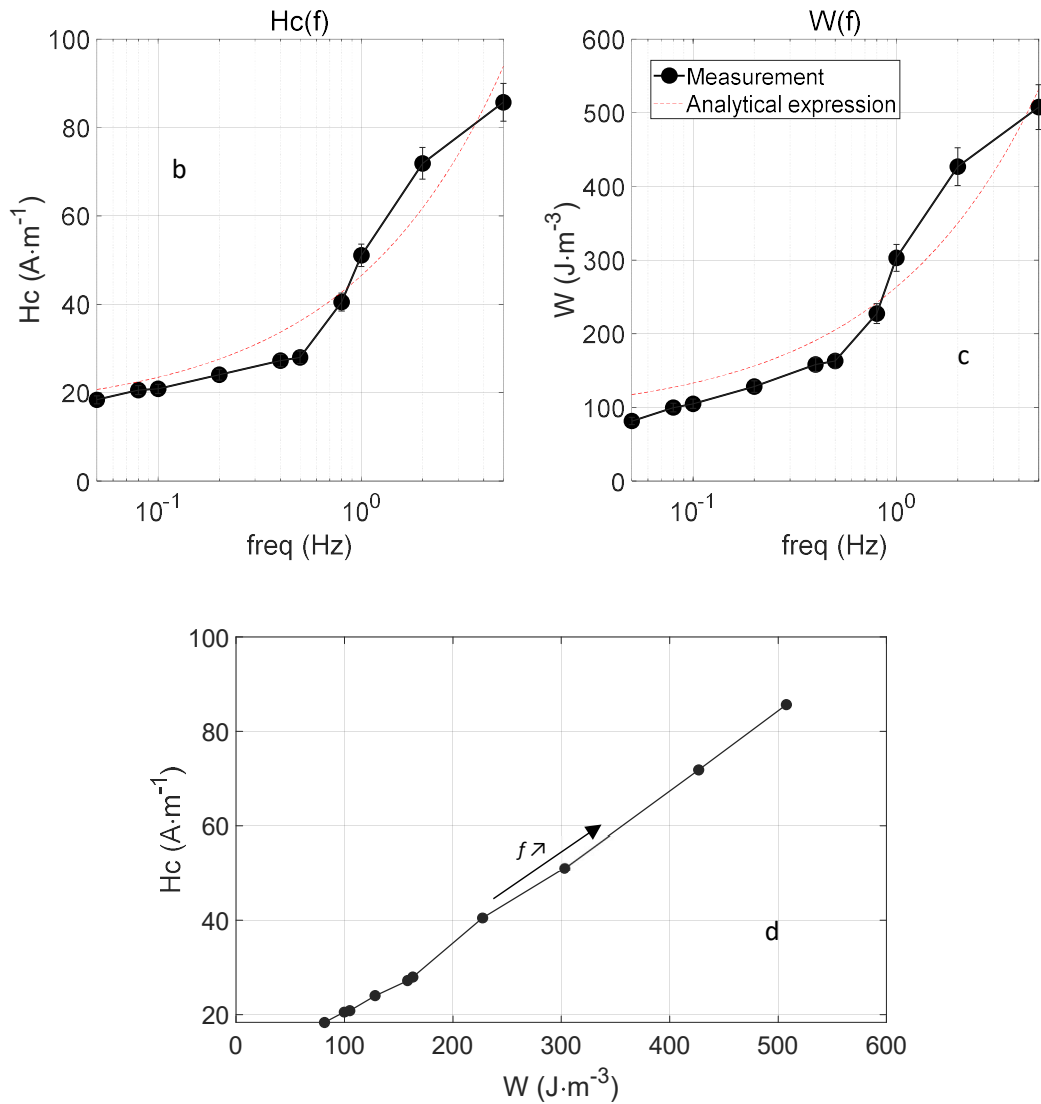 Hc(f)
100
80
60
40
20
0
Hc (A·m⁻¹)
b
10⁻¹
10⁰
freq (Hz)
W(f)
600
500
400
300
200
100
0
W (J·m⁻³)
Measurement
Analytical expression
c
10⁻¹
10⁰
freq (Hz)
100
80
60
40
20
Hc (A·m⁻¹)
f ↗
d
0
100
200
300
400
500
600
W (J·m⁻³)